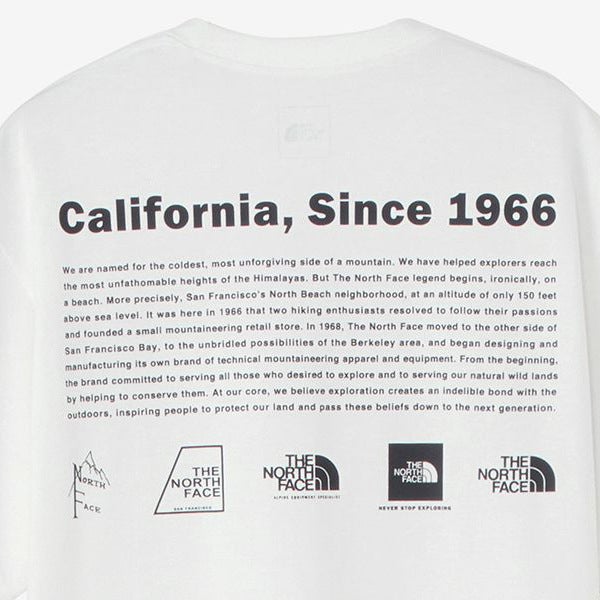 THE
NORTH
FACE
California, Since 1966
We are named for the coldest, most unforgiving side of a mountain. We have helped explorers reach
the most unfathomable heights of the Himalayas. But The North Face legend begins, ironically, on
a beach. More precisely, San Francisco's North Beach neighborhood, at an altitude of only 150 feet
above sea level. It was here in 1966 that two hiking enthusiasts resolved to follow their passions
and founded a small mountaineering retail store. In 1968, The North Face moved to the other side of
San Francisco Bay, to the unbridled possibilities of the Berkeley area, and began designing and
manufacturing its own brand of technical mountaineering apparel and equipment. From the beginning,
the brand committed to serving all those who desired to explore and to serving our natural wild lands
by helping to conserve them. At our core, we believe exploration creates an indelible bond with the
outdoors, inspiring people to protect our land and pass these beliefs down to the next generation.
NORTH
FACE
THE
NORTH
FACE
SAN FRANCISCO
THE
NORTH
FACE
ALPINE EQUIPMENT SPECIALIST
THE
NORTH
FACE
NEVER STOP EXPLORING
THE
NORTH
FACE